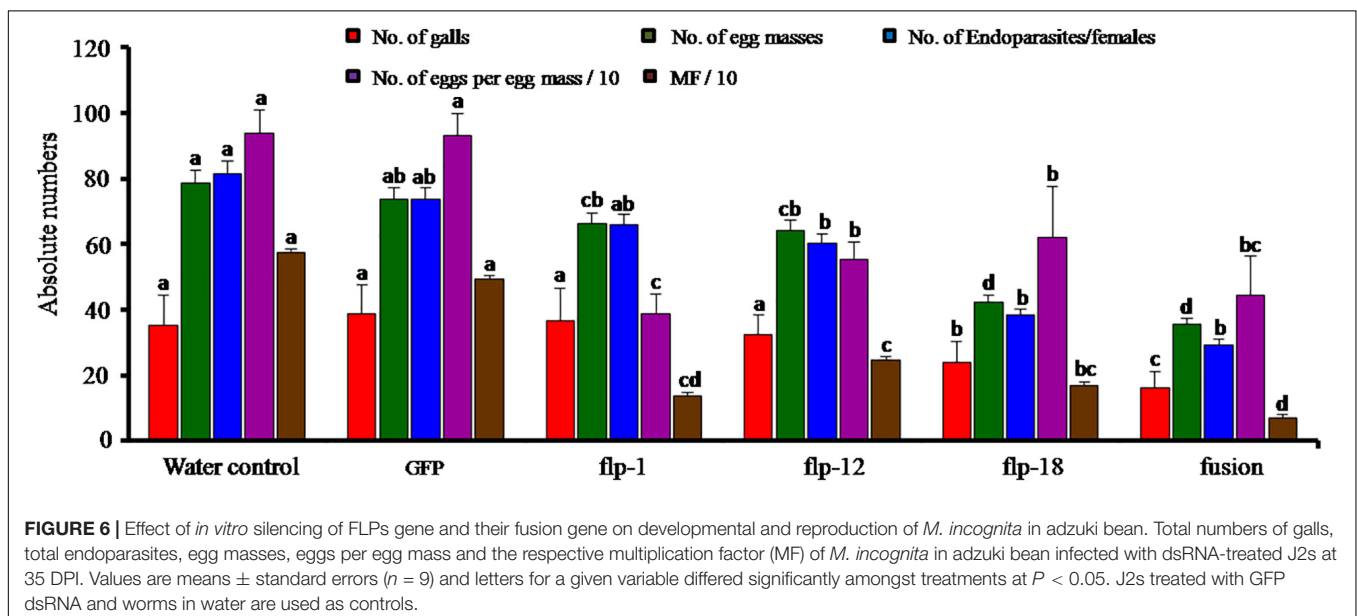 No. of galls
No. of egg masses
No. of Endoparasites/females
No. of eggs per egg mass / 10
MF / 10
Absolute numbers
120
100
80
60
40
20
0
a a a a a
a ab ab a a
a cb ab c cd
a cb b b c
b d b b bc
c d b bc d
Water control GFP flp-1 flp-12 flp-18 fusion
FIGURE 6 | Effect of in vitro silencing of FLPs gene and their fusion gene on developmental and reproduction of M. incognita in adzuki bean. Total numbers of galls,
total endoparasites, egg masses, eggs per egg mass and the respective multiplication factor (MF) of M. incognita in adzuki bean infected with dsRNA-treated J2s at
35 DPI. Values are means ± standard errors (n = 9) and letters for a given variable differed significantly amongst treatments at P < 0.05. J2s treated with GFP
dsRNA and worms in water are used as controls.